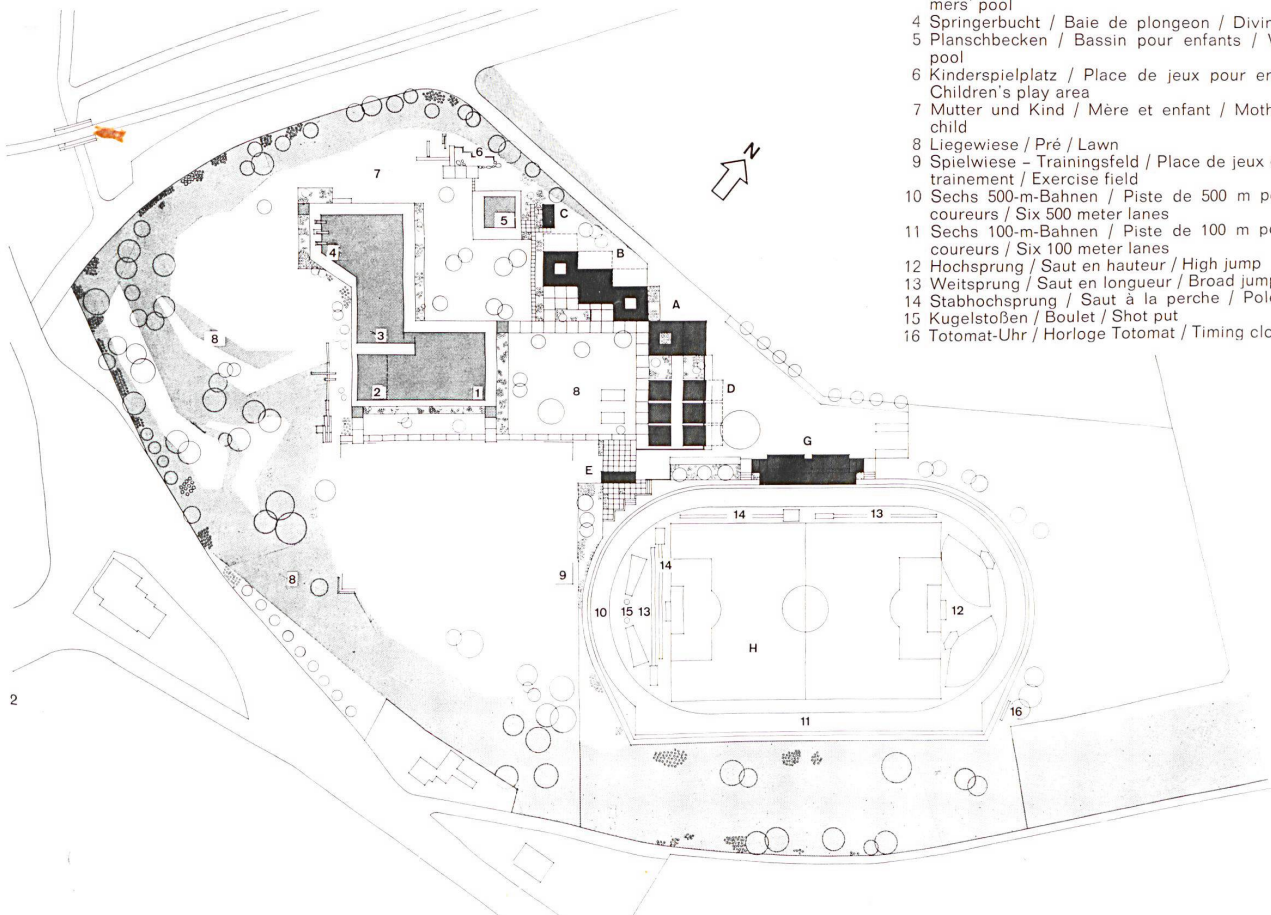 mers' pool
4 Springerbucht / Baie de plongeon / Divin
5 Planschbecken / Bassin pour enfants /
pool
6 Kinderspielplatz / Place de jeux pour en
Children's play area
7 Mutter und Kind / Mère et enfant / Moth
child
8 Liegewiese / Pré / Lawn
9 Spielwiese – Trainingsfeld / Place de jeux
trainement / Exercise field
10 Sechs 500-m-Bahnen / Piste de 500 m p
coureurs / Six 500 meter lanes
11 Sechs 100-m-Bahnen / Piste de 100 m p
coureurs / Six 100 meter lanes
12 Hochsprung / Saut en hauteur / High jump
13 Weitsprung / Saut en longueur / Broad jump
14 Stabhochsprung / Saut à la perche / Pol
15 Kugelstoßen / Boulet / Shot put
16 Totomat-Uhr / Horloge Totomat / Timing clo
N
6
7
5
C
4
B
A
3
8
2
1
8
D
G
E
14
13
14
9
8
10
15
13
12
H
2
11
16